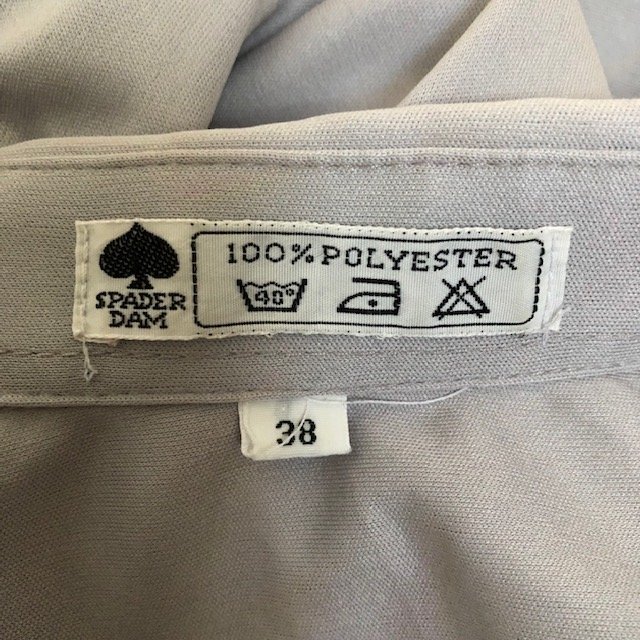 SPADER
DAM
100% POLYESTER
40°
38